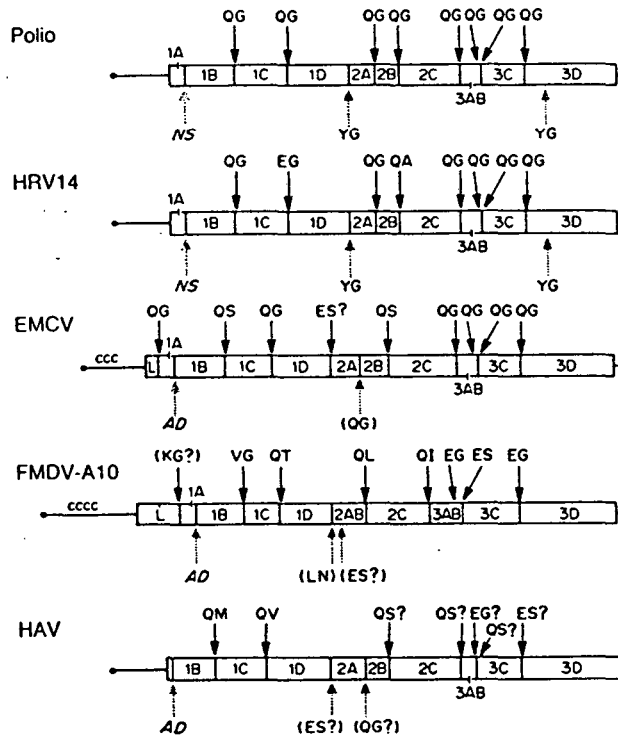 QG QG QG QG QG QG QG QG
Polio
1A
1B 1C 1D 2A 2B 2C 3C 3D
3AB
NS YG YG
QG EG QG QA QG QG QG QG
HRV14
1A
1B 1C 1D 2A 2B 2C 3C 3D
3AB
NS YG YG
EMCV
QG QS QG ES? QS QG QG QG QG
CCC
1A
L 1B 1C 1D 2A 2B 2C 3C 3D
3AB
AD (QG)
(KG?) VG QT QL QI EG ES EG
FMDV-A10
CCCC
1A
L 1B 1C 1D 2AB 2C 3AB 3C 3D
AD (LN) (ES?)
HAV
QM QV QS? QS? EG? ES?
QS?
1B 1C 1D 2A 2B 2C 3C 3D
3AB
AD (ES?) (QG?)